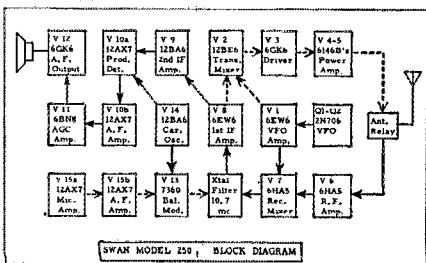 V 12
6GK6
A, F,
Output
V 10a
12AX7
Prod,
Det.
V 9
12BA6
2nd IF
Amp.
V 2
12BE6
Trans,
Mixer
V 3
6GK6
Driver
V 4-5
6146B's
Power
Amp.
V 11
6BN8
AGC
Amp.
V 10b
12AX7
A, F,
Amp.
V 14
12BA6
Car,
Osc.
V 8
6EW6
1st IF
Amp.
V 1
6EW6
VFO
Amp.
Q1-Q2
2N706
VFO
Ant.
Relay
V 15a
12AX7
Mic.
Amp.
V 15b
12AX7
A, F,
Amp.
V 13
7360
Bal.
Mod.
Xtal
Filter
10,7
mc
V 7
6HA5
Rec.
Mixer
V 6
6HA5
R, F,
Amp.
SWAN MODEL 250, BLOCK DIAGRAM